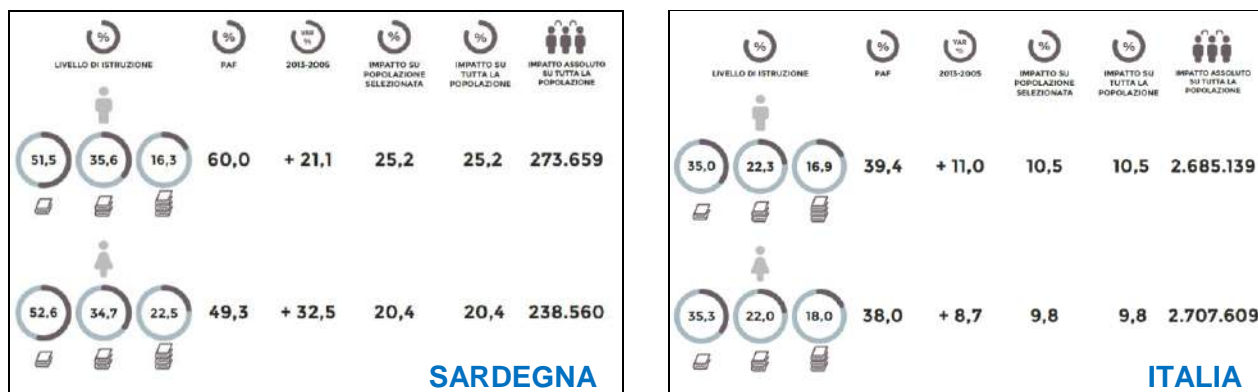 %
%
VAR %
%
%
LIVELLO DI ISTRUZIONE
PAF
2013-2005
IMPATTO SU
POPOLAZIONE
SELEZIONATA
IMPATTO SU
TUTTA LA
POPOLAZIONE
IMPATTO ASSOLUTO
SU TUTTA LA
POPOLAZIONE
51,5 35,6 16,3 60,0 + 21,1 25,2 25,2 273.659
52,6 34,7 22,5 49,3 + 32,5 20,4 20,4 238.560
SARDEGNA
%
%
VAR %
%
%
LIVELLO DI ISTRUZIONE
PAF
2013-2005
IMPATTO SU
POPOLAZIONE
SELEZIONATA
IMPATTO SU
TUTTA LA
POPOLAZIONE
IMPATTO ASSOLUTO
SU TUTTA LA
POPOLAZIONE
35,0 22,3 16,9 39,4 + 11,0 10,5 10,5 2.685.139
35,3 22,0 18,0 38,0 + 8,7 9,8 9,8 2.707.609
ITALIA